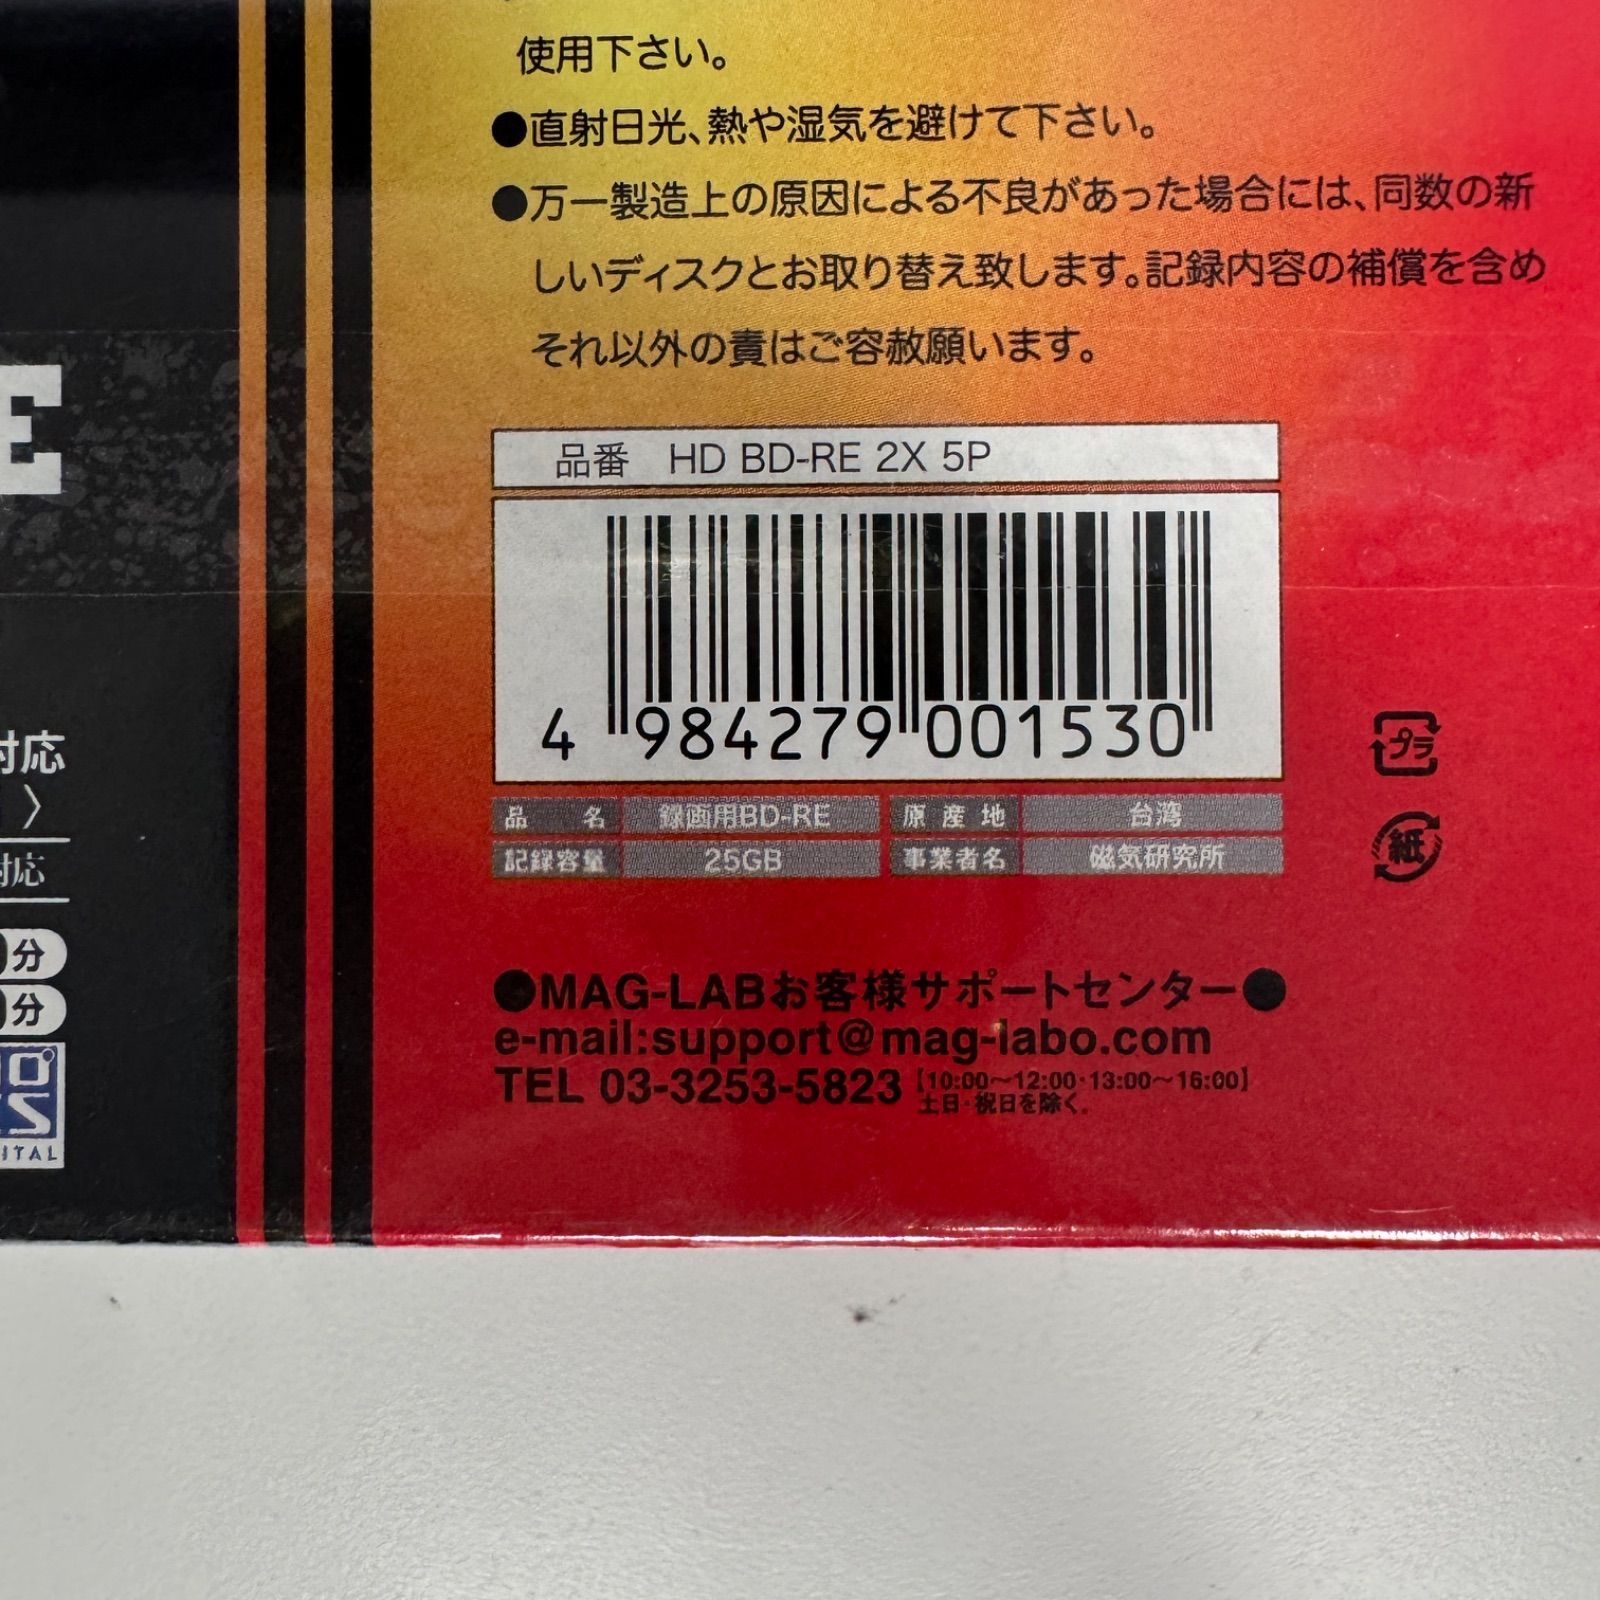 使用下さい。
●直射日光、熱や湿気を避けて下さい。
●万一製造上の原因による不良があった場合には、同数の新
しいディスクとお取り替え致します。記録内容の補償を含め
それ以外の責はご容赦願います。
E
品番 HD BD-RE 2X 5P
4 984279 001530
対応
〉
対応
分
分
ITAL
プラ
紙
品名 録画用BD-RE 原産地 台湾
記録容量 25GB 事業者名 磁気研究所
●MAG-LABお客様サポートセンター●
e-mail:support@mag-labo.com
TEL 03-3253-5823【10:00〜12:00・13:00〜16:00】
土日・祝日を除く。